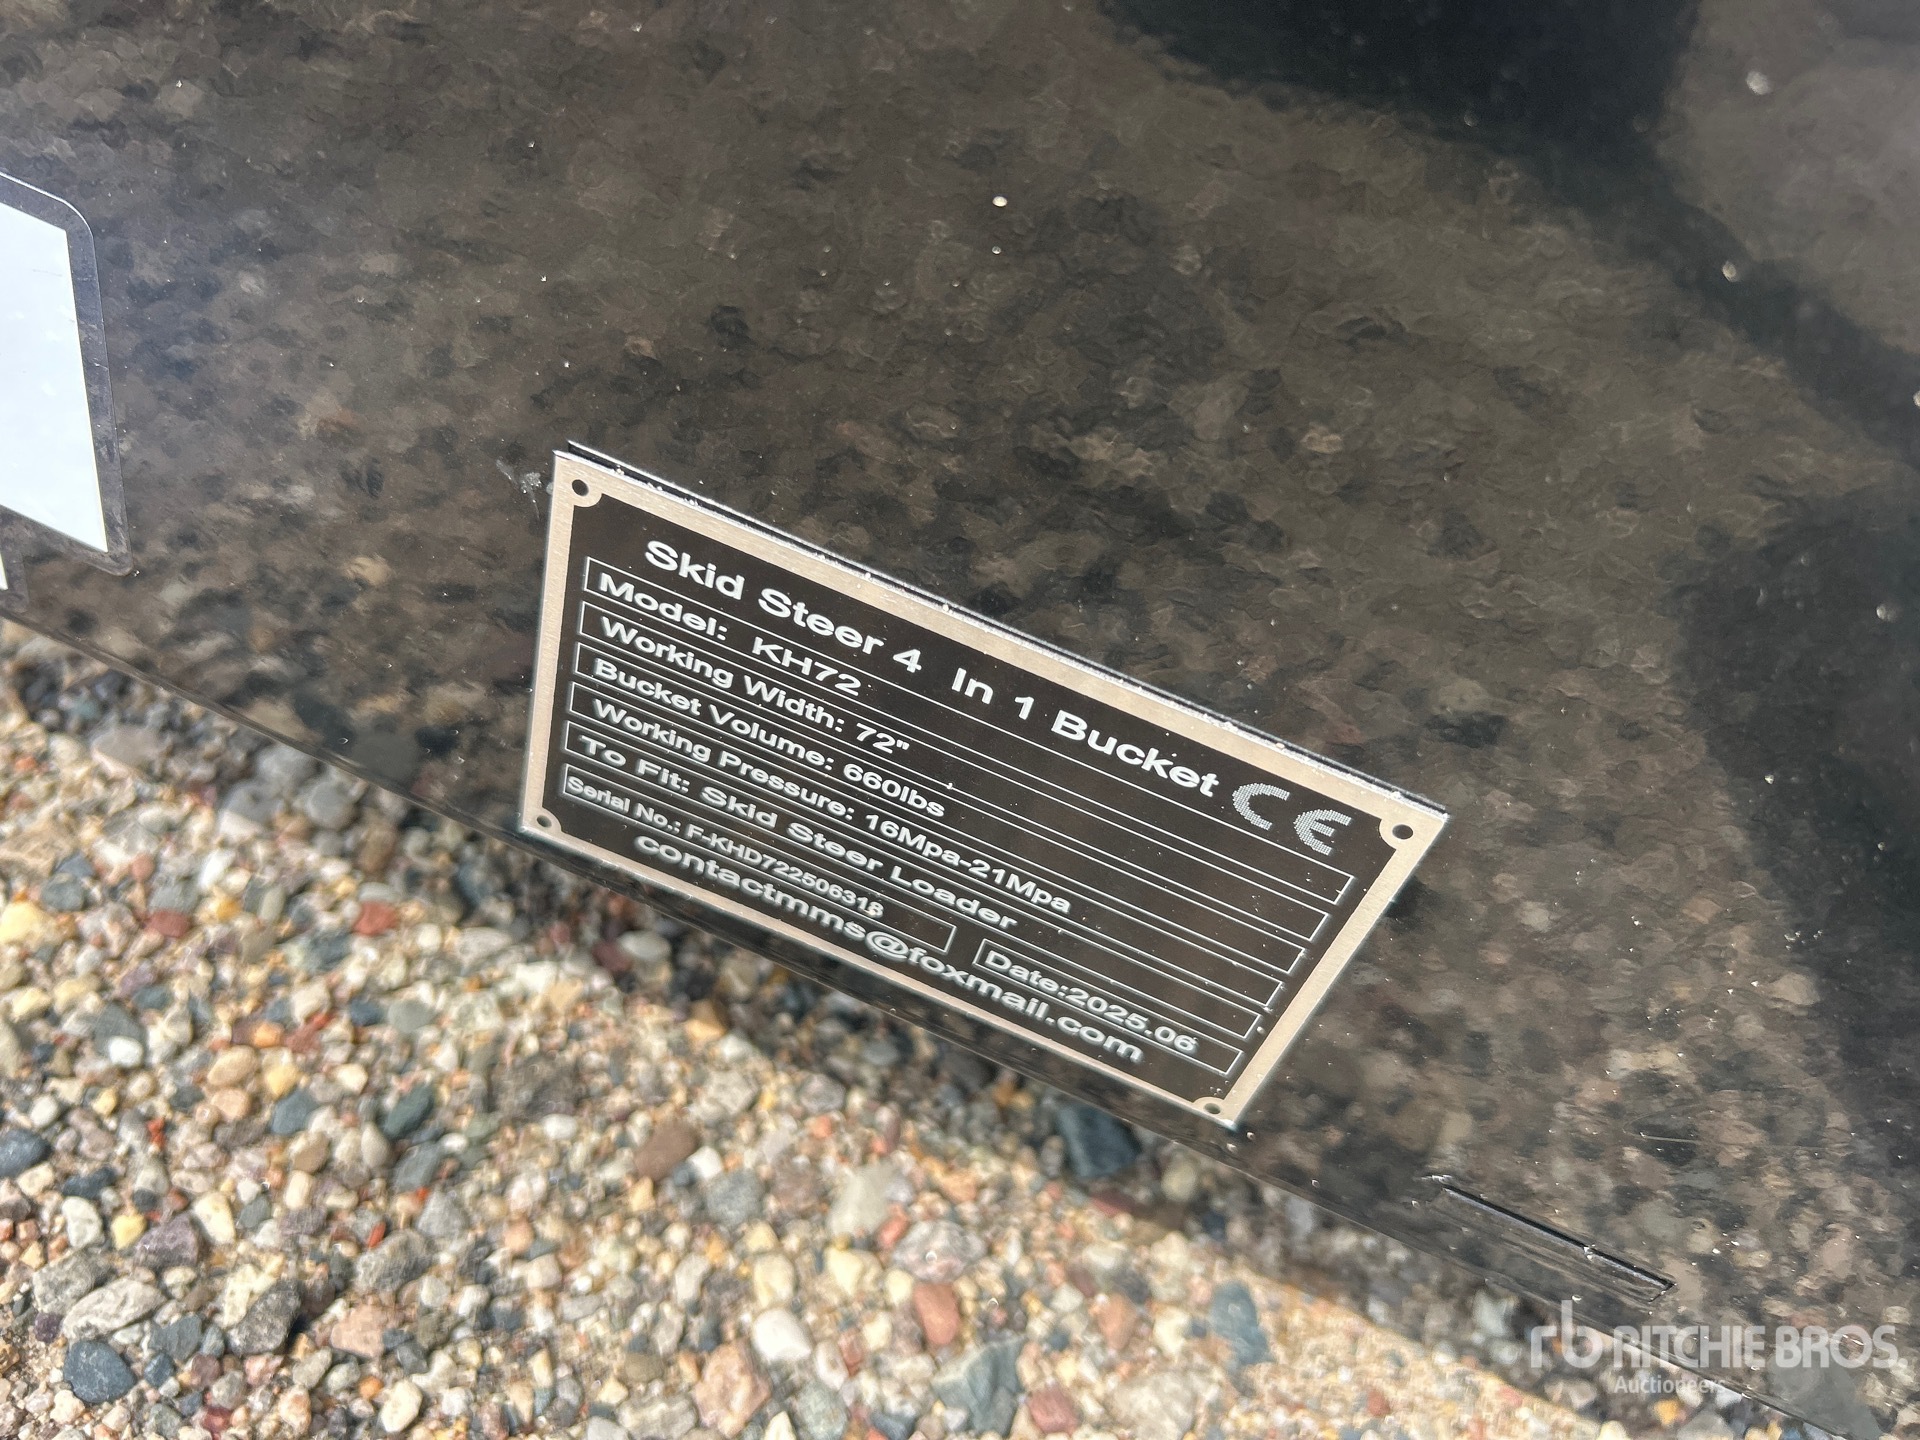 Skid Steer 4 In 1 Bucket CE
Model: KH72
Working Width: 72"
Bucket Volume: 660lbs
Working Pressure: 16Mpa-21Mpa
To Fit: Skid Steer Loader
Serial No.: F-KHD722506318
Date:2025.06
contactmms@foxmail.com
rb RITCHIE BROS.
Auctioneers